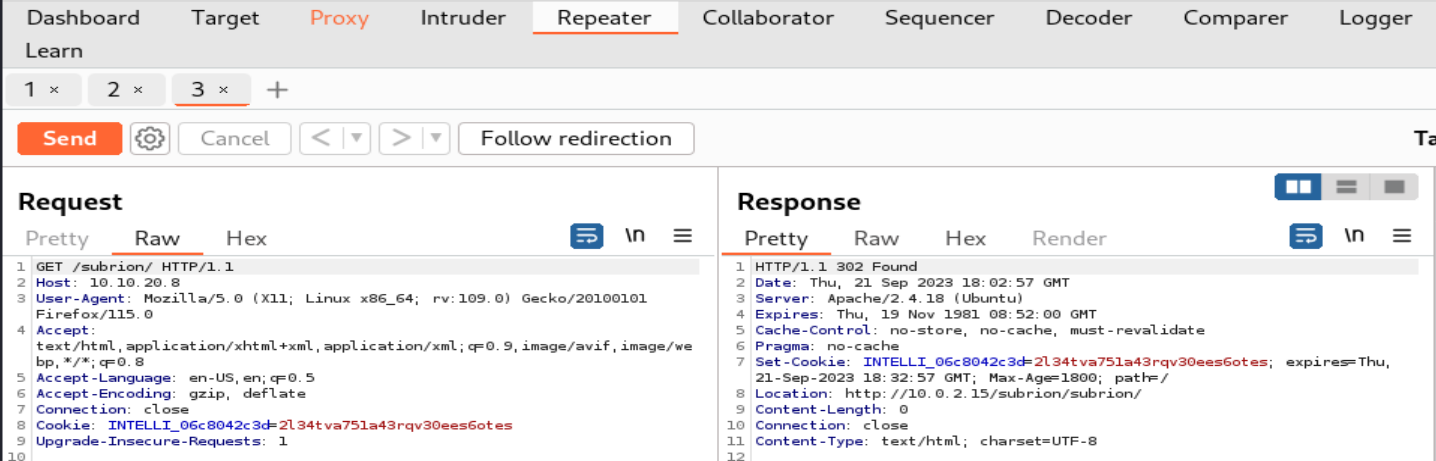 Dashboard Target Proxy Intruder Repeater Collaborator Sequencer Decoder Comparer Logger
Learn
1 × 2 × 3 × +
Send Cancel < > Follow redirection Ta
Request
Pretty Raw Hex \n
1 GET /subrion/ HTTP/1.1
2 Host: 10.10.20.8
3 User-Agent: Mozilla/5.0 (X11; Linux x86_64; rv:109.0) Gecko/20100101
Firefox/115.0
4 Accept:
text/html,application/xhtml+xml,application/xml;q=0.9,image/avif,image/we
bp,*/*;q=0.8
5 Accept-Language: en-US,en;q=0.5
6 Accept-Encoding: gzip, deflate
7 Connection: close
8 Cookie: INTELLI_06c8042c3d=2l34tva751a43rqv30ees6otes
9 Upgrade-Insecure-Requests: 1
10
Response
Pretty Raw Hex Render \n
1 HTTP/1.1 302 Found
2 Date: Thu, 21 Sep 2023 18:02:57 GMT
3 Server: Apache/2.4.18 (Ubuntu)
4 Expires: Thu, 19 Nov 1981 08:52:00 GMT
5 Cache-Control: no-store, no-cache, must-revalidate
6 Pragma: no-cache
7 Set-Cookie: INTELLI_06c8042c3d=2l34tva751a43rqv30ees6otes; expires=Thu,
21-Sep-2023 18:32:57 GMT; Max-Age=1800; path=/
8 Location: http://10.0.2.15/subrion/subrion/
9 Content-Length: 0
10 Connection: close
11 Content-Type: text/html; charset=UTF-8
12